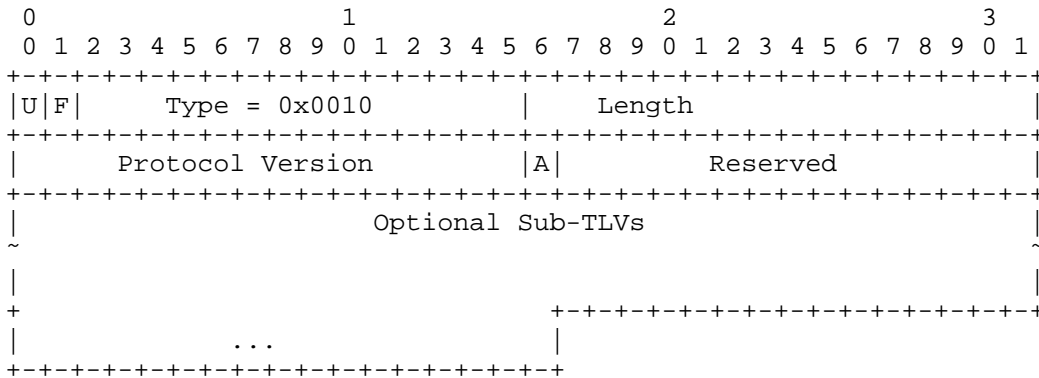 0                   1                   2                   3
 0 1 2 3 4 5 6 7 8 9 0 1 2 3 4 5 6 7 8 9 0 1 2 3 4 5 6 7 8 9 0 1
+-+-+-+-+-+-+-+-+-+-+-+-+-+-+-+-+-+-+-+-+-+-+-+-+-+-+-+-+-+-+-+-+
|U|F|     Type = 0x0010         |    Length                     |
+-+-+-+-+-+-+-+-+-+-+-+-+-+-+-+-+-+-+-+-+-+-+-+-+-+-+-+-+-+-+-+-+
|      Protocol Version         |A|         Reserved            |
+-+-+-+-+-+-+-+-+-+-+-+-+-+-+-+-+-+-+-+-+-+-+-+-+-+-+-+-+-+-+-+-+
|                      Optional Sub-TLVs                        |
~                                                               ~
|                                                               |
+                                 +-+-+-+-+-+-+-+-+-+-+-+-+-+-+-+
|             ...                 |
+-+-+-+-+-+-+-+-+-+-+-+-+-+-+-+-+-+